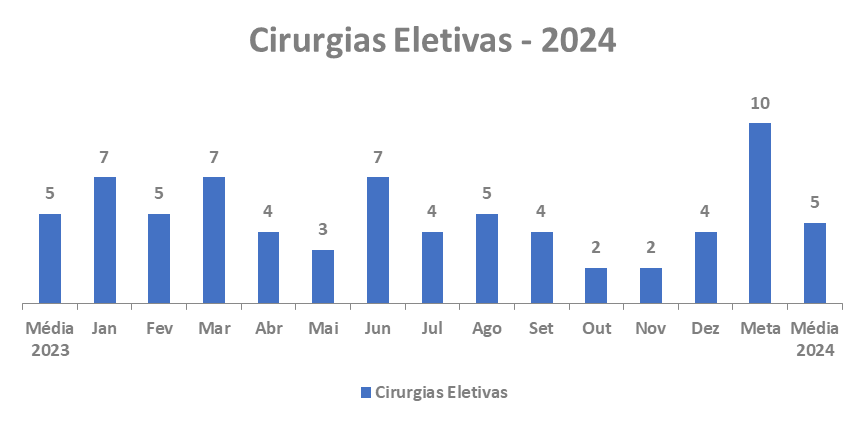 Cirurgias Eletivas - 2024
5
7
5
7
4
3
7
4
5
4
2
2
4
10
5
Média 2023
Jan
Fev
Mar
Abr
Mai
Jun
Jul
Ago
Set
Out
Nov
Dez
Meta
Média 2024
Cirurgias Eletivas